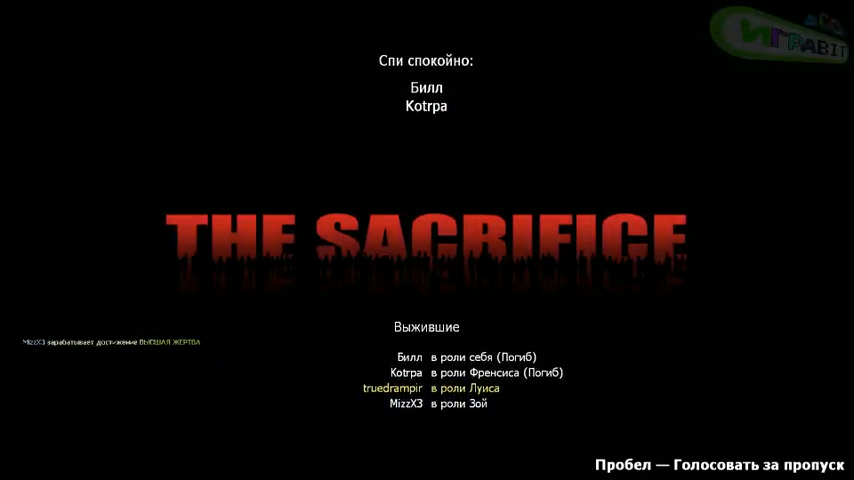 ИГРАВІТ
Спи спокойно:
Билл
Kotrpa
THE SACRIFICE
MizzX3 зарабатывает достижение ВЫСШАЯ ЖЕРТВА
Выжившие
Билл в роли себя (Погиб)
Kotrpa в роли Френсиса (Погиб)
truedrampir в роли Луиса
MizzX3 в роли Зой
Пробел — Голосовать за пропуск